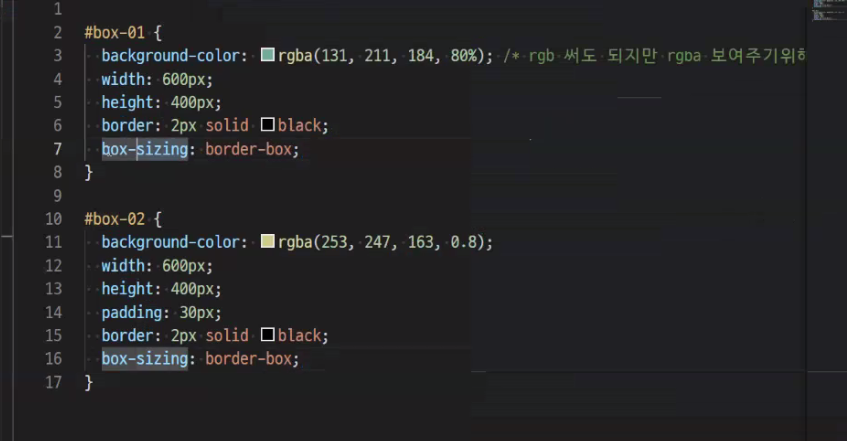 1
2 #box-01 {
3 background-color: rgba(131, 211, 184, 80%); /* rgb 써도 되지만 rgba 보여주기위해
4 width: 600px;
5 height: 400px;
6 border: 2px solid black;
7 box-sizing: border-box;
8 }
9
10 #box-02 {
11 background-color: rgba(253, 247, 163, 0.8);
12 width: 600px;
13 height: 400px;
14 padding: 30px;
15 border: 2px solid black;
16 box-sizing: border-box;
17 }